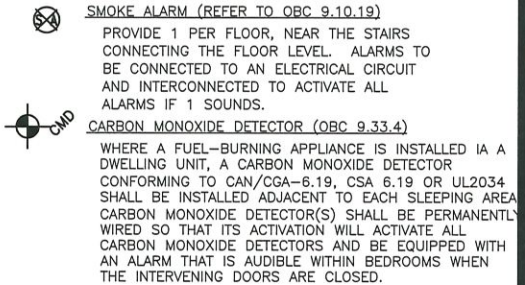 SA
SMOKE ALARM (REFER TO OBC 9.10.19)
PROVIDE 1 PER FLOOR, NEAR THE STAIRS
CONNECTING THE FLOOR LEVEL. ALARMS TO
BE CONNECTED TO AN ELECTRICAL CIRCUIT
AND INTERCONNECTED TO ACTIVATE ALL
ALARMS IF 1 SOUNDS.
CMD
CARBON MONOXIDE DETECTOR (OBC 9.33.4)
WHERE A FUEL-BURNING APPLIANCE IS INSTALLED IA A
DWELLING UNIT, A CARBON MONOXIDE DETECTOR
CONFORMING TO CAN/CGA-6.19, CSA 6.19 OR UL2034
SHALL BE INSTALLED ADJACENT TO EACH SLEEPING AREA
CARBON MONOXIDE DETECTOR(S) SHALL BE PERMANENTLY
WIRED SO THAT ITS ACTIVATION WILL ACTIVATE ALL
CARBON MONOXIDE DETECTORS AND BE EQUIPPED WITH
AN ALARM THAT IS AUDIBLE WITHIN BEDROOMS WHEN
THE INTERVENING DOORS ARE CLOSED.